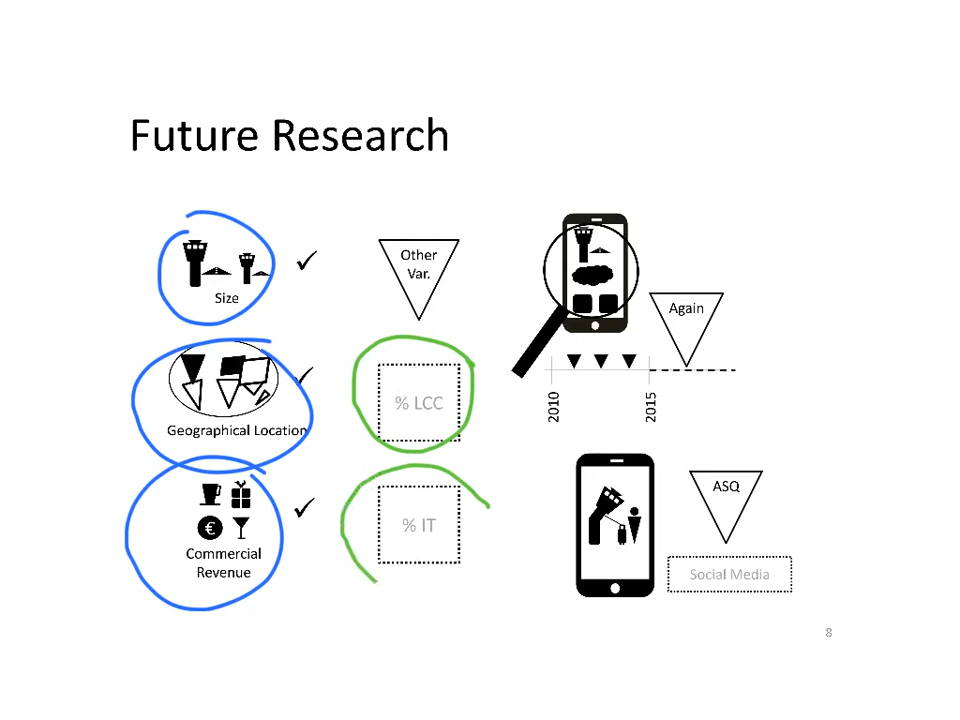 Future Research
Size
Other
Var.
Again
Geographical Location
% LCC
2010
2015
€
Commercial
Revenue
% IT
ASQ
Social Media
8